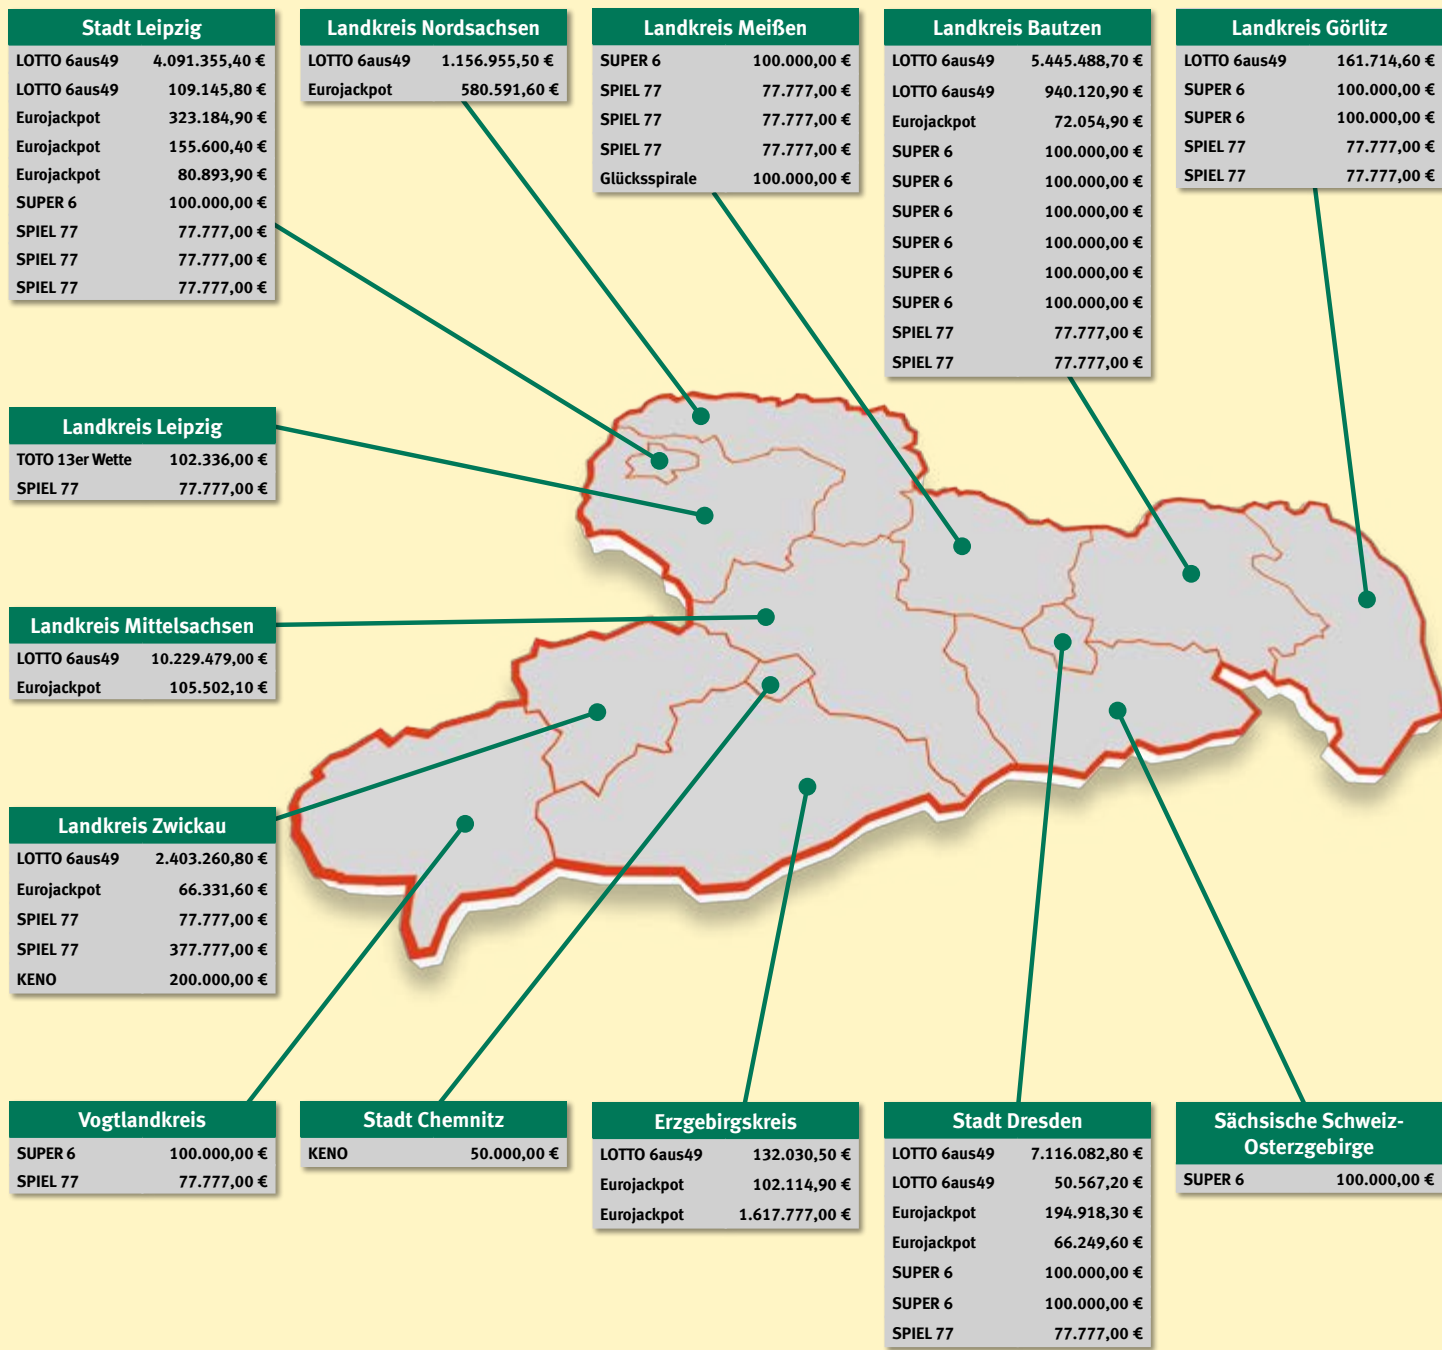 Stadt Leipzig
LOTTO 6aus49 4.091.355,40 €
LOTTO 6aus49 109.145,80 €
Eurojackpot 323.184,90 €
Eurojackpot 155.600,40 €
Eurojackpot 80.893,90 €
SUPER 6 100.000,00 €
SPIEL 77 77.777,00 €
SPIEL 77 77.777,00 €
SPIEL 77 77.777,00 €
Landkreis Nordsachsen
LOTTO 6aus49 1.156.955,50 €
Eurojackpot 580.591,60 €
Landkreis Meißen
SUPER 6 100.000,00 €
SPIEL 77 77.777,00 €
SPIEL 77 77.777,00 €
SPIEL 77 77.777,00 €
Glücksspirale 100.000,00 €
Landkreis Bautzen
LOTTO 6aus49 5.445.488,70 €
LOTTO 6aus49 940.120,90 €
Eurojackpot 72.054,90 €
SUPER 6 100.000,00 €
SUPER 6 100.000,00 €
SUPER 6 100.000,00 €
SUPER 6 100.000,00 €
SUPER 6 100.000,00 €
SUPER 6 100.000,00 €
SPIEL 77 77.777,00 €
SPIEL 77 77.777,00 €
Landkreis Görlitz
LOTTO 6aus49 161.714,60 €
SUPER 6 100.000,00 €
SUPER 6 100.000,00 €
SPIEL 77 77.777,00 €
SPIEL 77 77.777,00 €
Landkreis Leipzig
TOTO 13er Wette 102.336,00 €
SPIEL 77 77.777,00 €
Landkreis Mittelsachsen
LOTTO 6aus49 10.229.479,00 €
Eurojackpot 105.502,10 €
Landkreis Zwickau
LOTTO 6aus49 2.403.260,80 €
Eurojackpot 66.331,60 €
SPIEL 77 77.777,00 €
SPIEL 77 377.777,00 €
KENO 200.000,00 €
Vogtlandkreis
SUPER 6 100.000,00 €
SPIEL 77 77.777,00 €
Stadt Chemnitz
KENO 50.000,00 €
Erzgebirgskreis
LOTTO 6aus49 132.030,50 €
Eurojackpot 102.114,90 €
Eurojackpot 1.617.777,00 €
Stadt Dresden
LOTTO 6aus49 7.116.082,80 €
LOTTO 6aus49 50.567,20 €
Eurojackpot 194.918,30 €
Eurojackpot 66.249,60 €
SUPER 6 100.000,00 €
SUPER 6 100.000,00 €
SPIEL 77 77.777,00 €
Sächsische Schweiz-
Osterzgebirge
SUPER 6 100.000,00 €